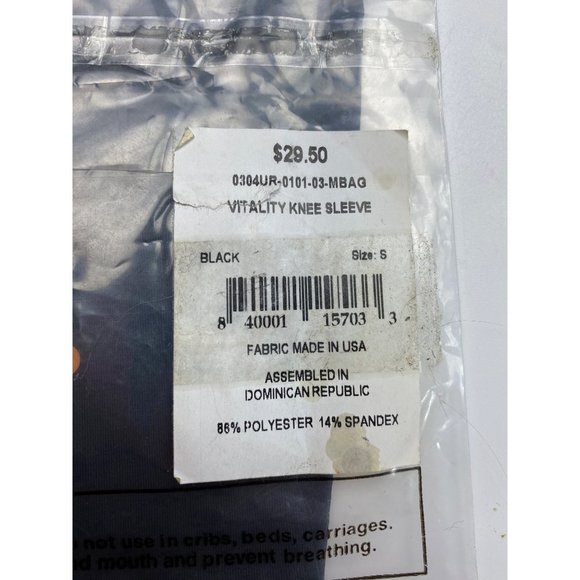 $29.50
0304UR-0101-03-MBAG
VITALITY KNEE SLEEVE
BLACK Size: S
8 40001 15703 3
FABRIC MADE IN USA
ASSEMBLED IN
DOMINICAN REPUBLIC
86% POLYESTER 14% SPANDEX
not use in cribs, beds, carriages.
mouth and prevent breathing.